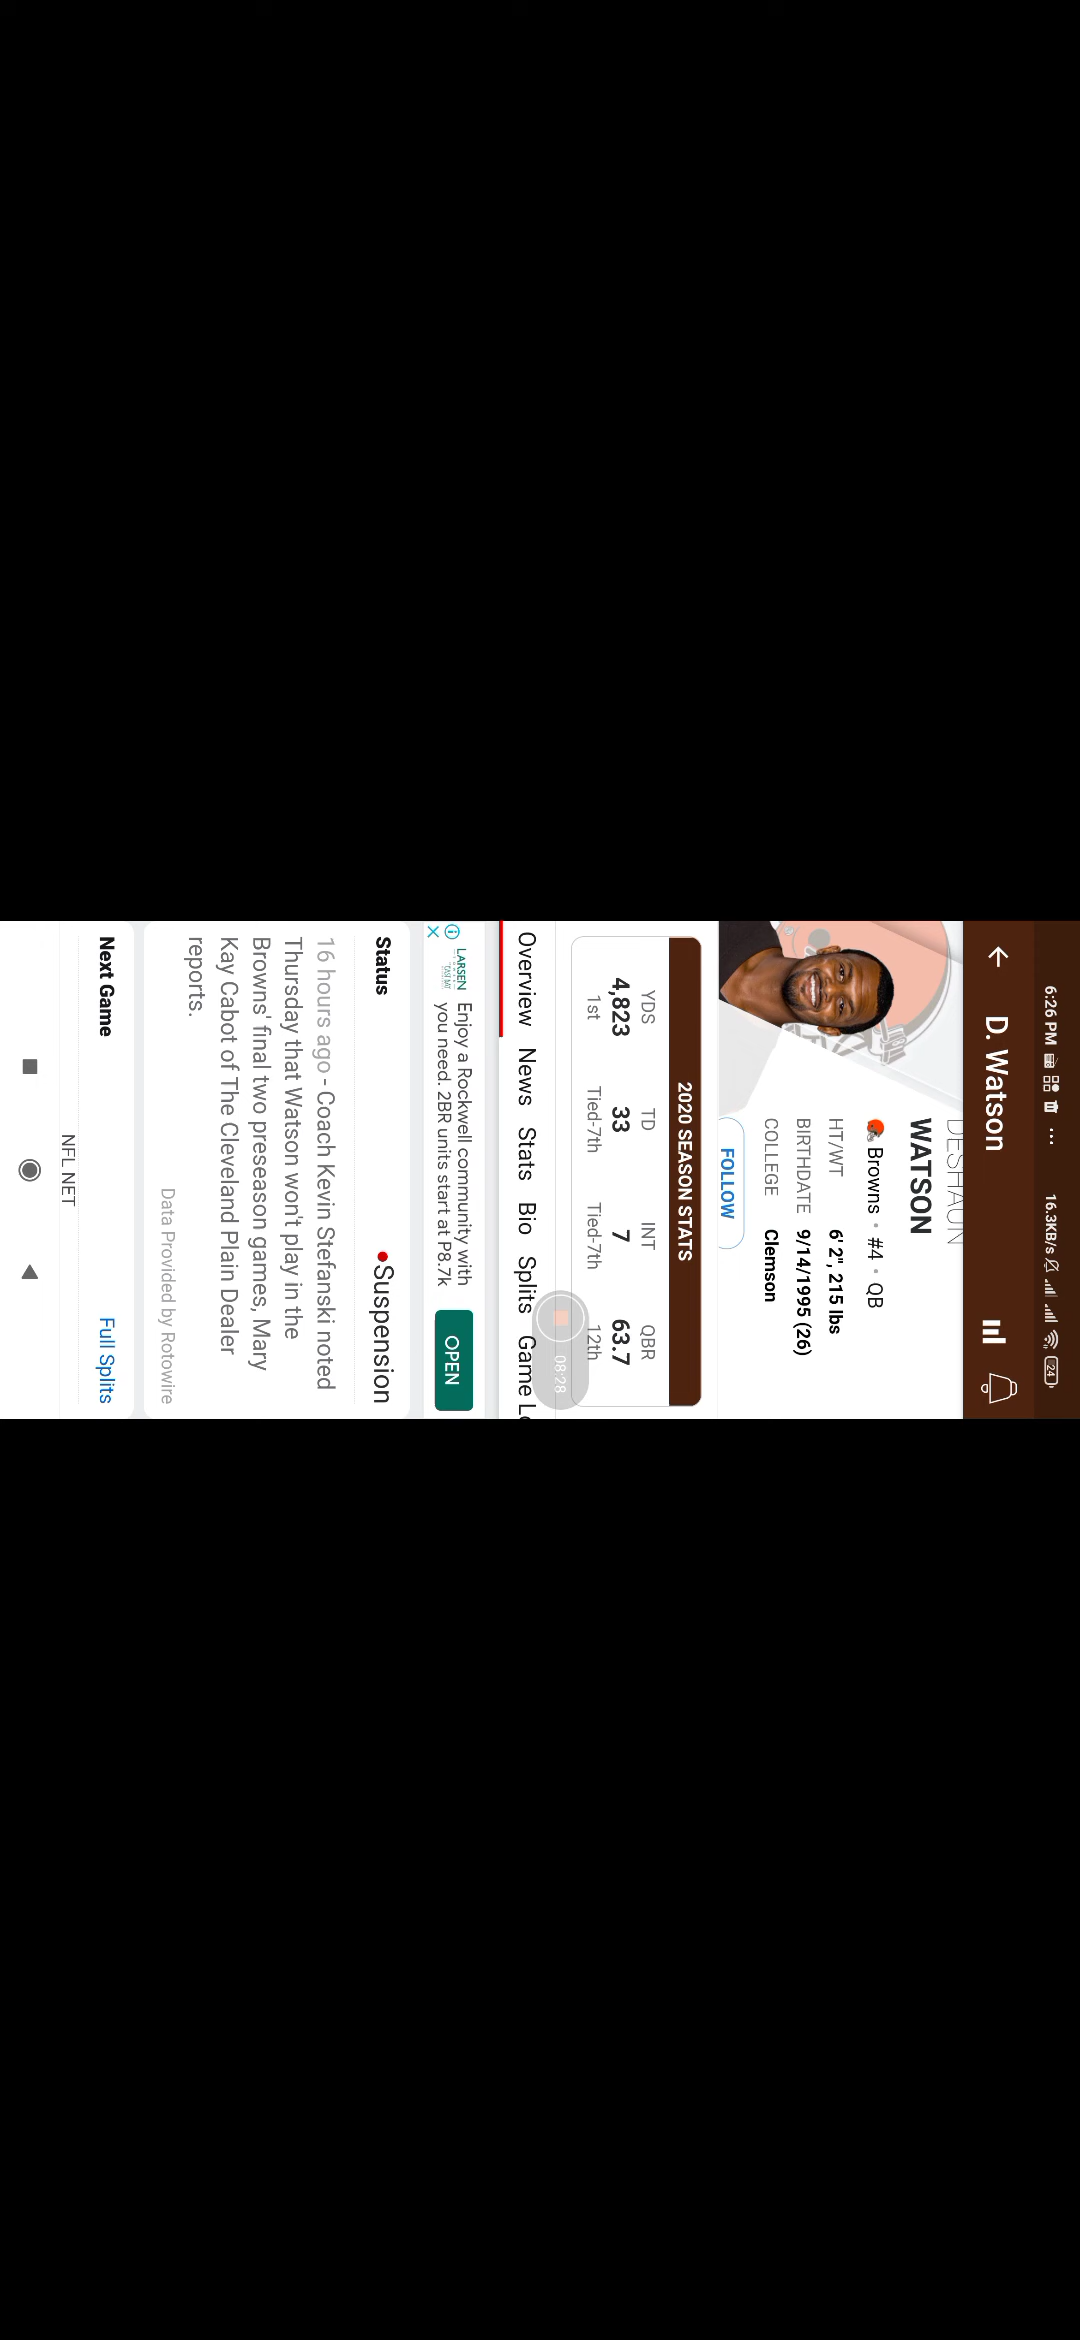 6:26 PM ... 16.3KB/s 24
D. Watson
DESHAUN
WATSON
Browns • #4 • QB
HT/WT 6' 2", 215 lbs
BIRTHDATE 9/14/1995 (26)
COLLEGE Clemson
FOLLOW
2020 SEASON STATS
YDS TD INT QBR
4,823 33 7 63.7
1st Tied-7th Tied-7th 12th
08:28
Overview News Stats Bio Splits Game L
LARSEN
Enjoy a Rockwell community with
you need. 2BR units start at P8.7k
OPEN
Status Suspension
16 hours ago - Coach Kevin Stefanski noted
Thursday that Watson won't play in the
Browns' final two preseason games, Mary
Kay Cabot of The Cleveland Plain Dealer
reports.
Data Provided by Rotowire
Next Game Full Splits
NFL NET